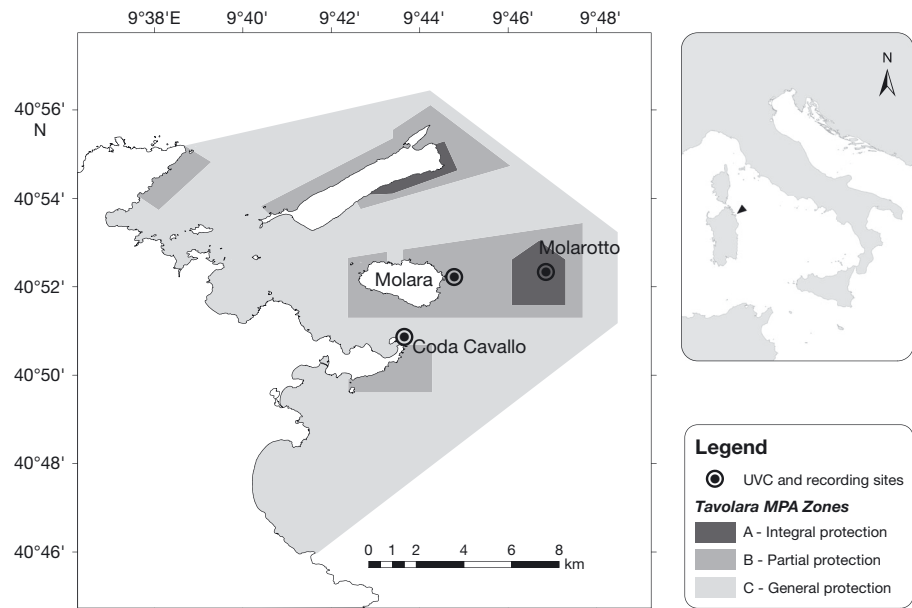 9°38'E 9°40' 9°42' 9°44' 9°46' 9°48'
40°56'
N
40°54'
40°52'
40°50'
40°48'
40°46'
Molarotto
Molara
Coda Cavallo
0 1 2 4 6 8
km
N
Legend
UVC and recording sites
Tavolara MPA Zones
A - Integral protection
B - Partial protection
C - General protection